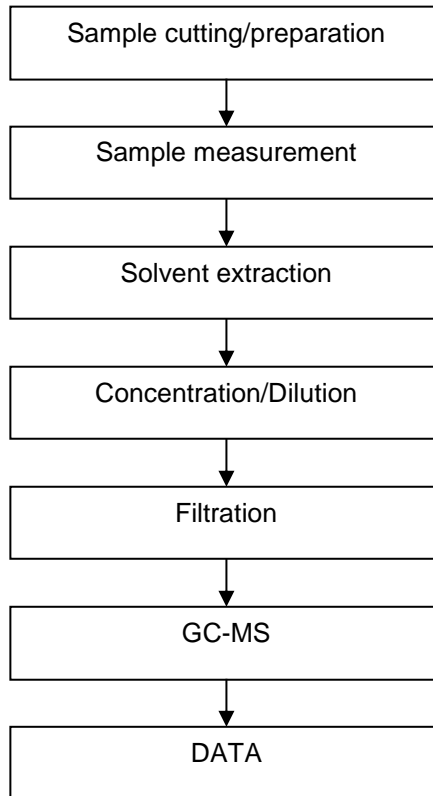 Sample cutting/preparation
Sample measurement
Solvent extraction
Concentration/Dilution
Filtration
GC-MS
DATA